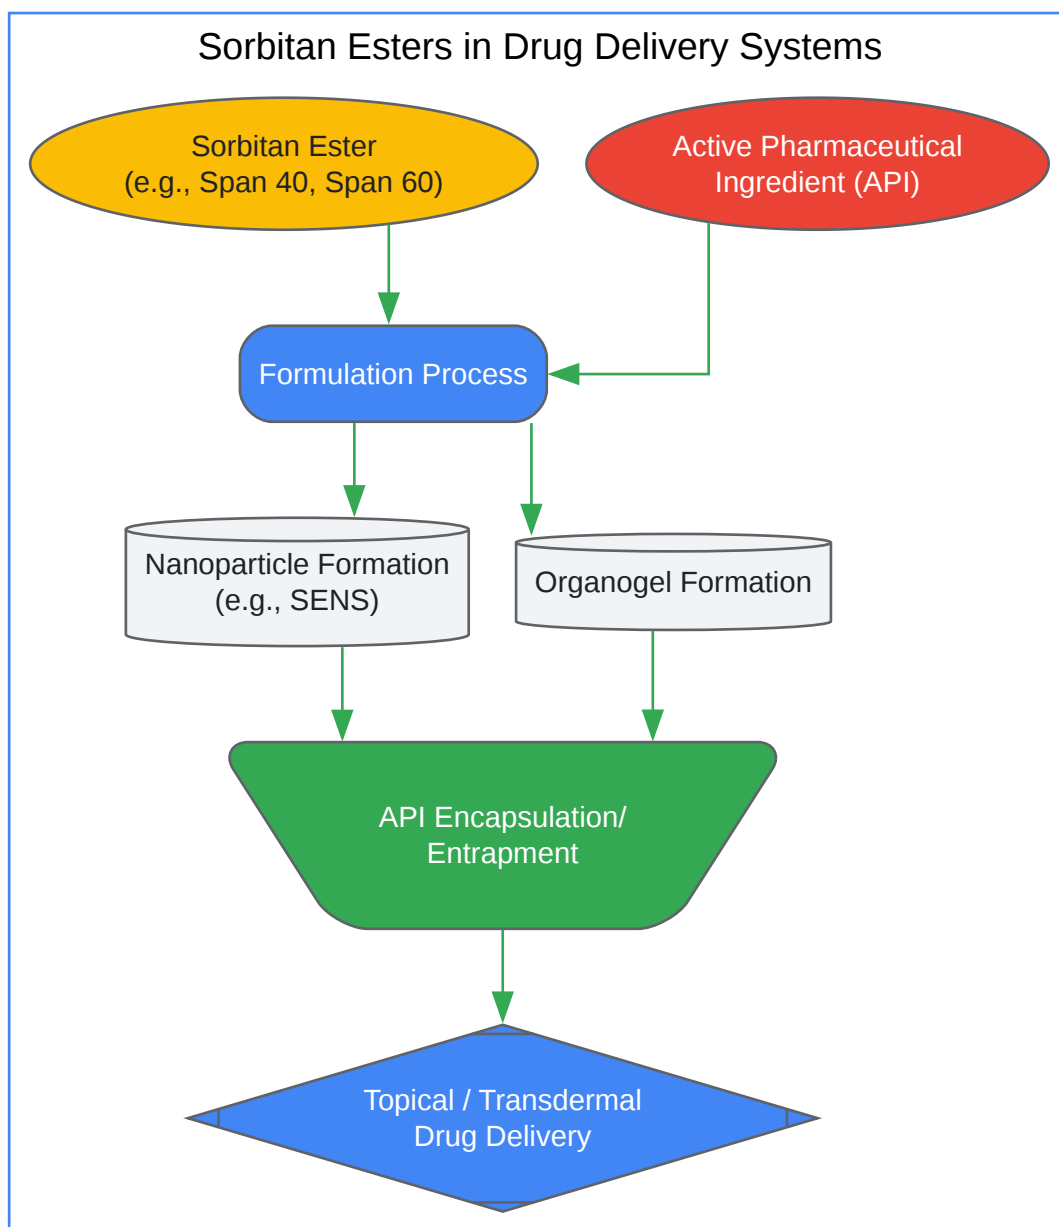 Sorbitan Esters in Drug Delivery Systems
Sorbitan Ester
(e.g., Span 40, Span 60)
Active Pharmaceutical
Ingredient (API)
Formulation Process
Nanoparticle Formation
(e.g., SENS)
Organogel Formation
API Encapsulation/
Entrapment
Topical / Transdermal
Drug Delivery